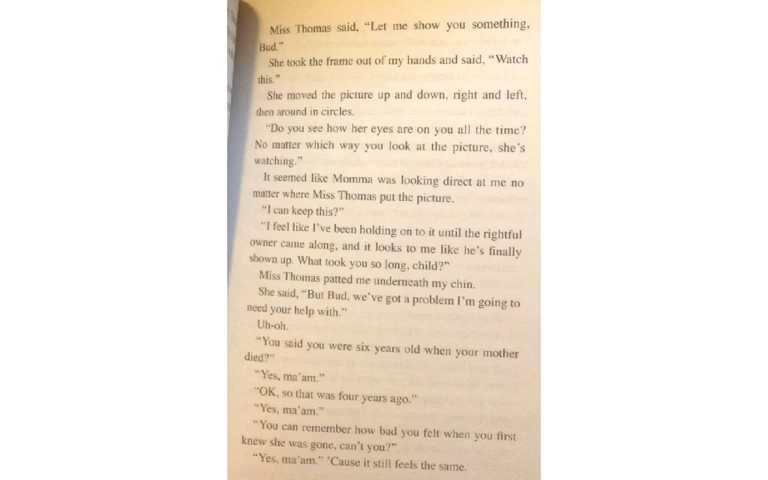 Miss Thomas said, “Let me show you something,
Bud.”
She took the frame out of my hands and said, “Watch
this.”
She moved the picture up and down, right and left,
then around in circles.
“Do you see how her eyes are on you all the time?
No matter which way you look at the picture, she’s
watching.”
It seemed like Momma was looking direct at me no
matter where Miss Thomas put the picture.
“I can keep this?”
“I feel like I’ve been holding on to it until the rightful
owner came along, and it looks to me like he’s finally
shown up. What took you so long, child?”
Miss Thomas patted me underneath my chin.
She said, “But Bud, we’ve got a problem I’m going to
need your help with.”
Uh-oh.
“You said you were six years old when your mother
died?”
“Yes, ma’am.”
“OK, so that was four years ago.”
“Yes, ma’am.”
“You can remember how bad you felt when you first
knew she was gone, can’t you?”
“Yes, ma’am.” ’Cause it still feels the same.